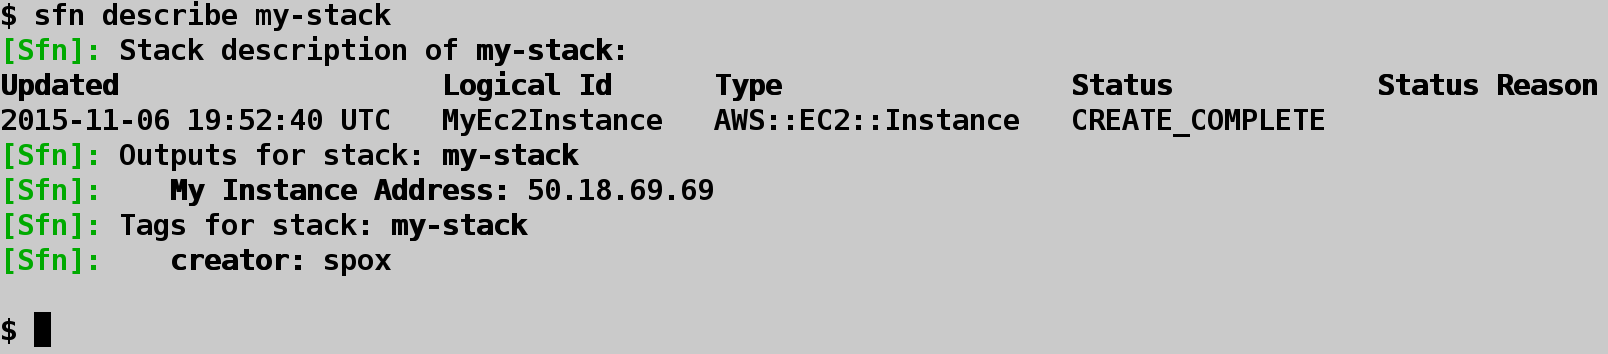 $ sfn describe my-stack
[Sfn]: Stack description of my-stack:
Updated                   Logical Id      Type                 Status            Status Reason
2015-11-06 19:52:40 UTC   MyEc2Instance   AWS::EC2::Instance   CREATE_COMPLETE
[Sfn]: Outputs for stack: my-stack
[Sfn]:    My Instance Address: 50.18.69.69
[Sfn]: Tags for stack: my-stack
[Sfn]:    creator: spox
$